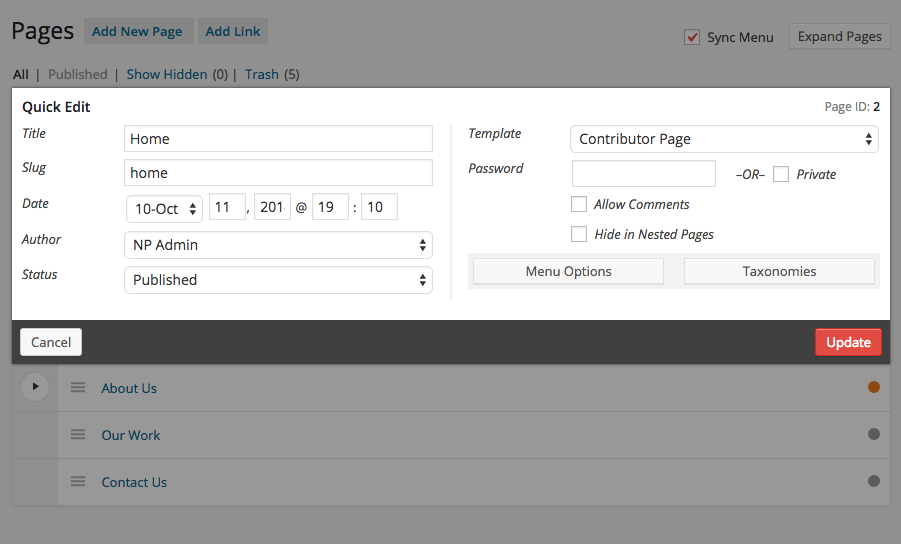 Pages Add New Page Add Link Sync Menu Expand Pages
All | Published | Show Hidden (0) | Trash (5)
Quick Edit Page ID: 2
Title Home
Slug home
Date 10-Oct 11 , 201 @ 19 : 10
Author NP Admin
Status Published
Template Contributor Page
Password –OR– Private
Allow Comments
Hide in Nested Pages
Menu Options Taxonomies
Cancel Update
About Us
Our Work
Contact Us